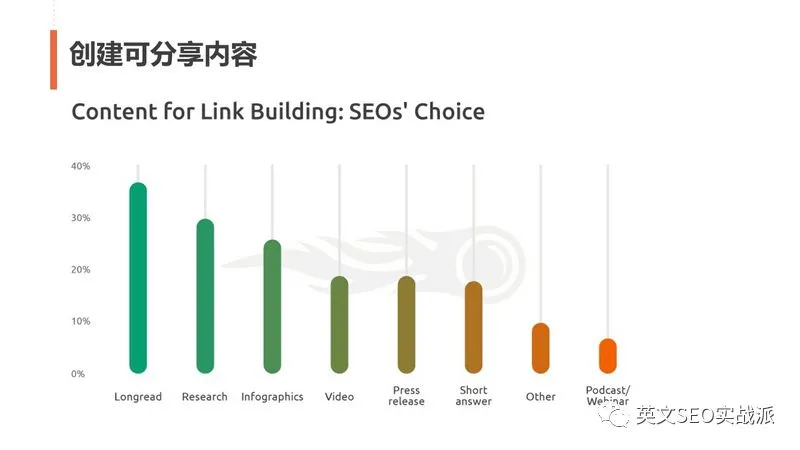 创建可分享内容
Content for Link Building: SEOs' Choice
40%
30%
20%
10%
0%
Longread
Research
Infographics
Video
Press
release
Short
answer
Other
Podcast/
Webinar
英文SEO实战派